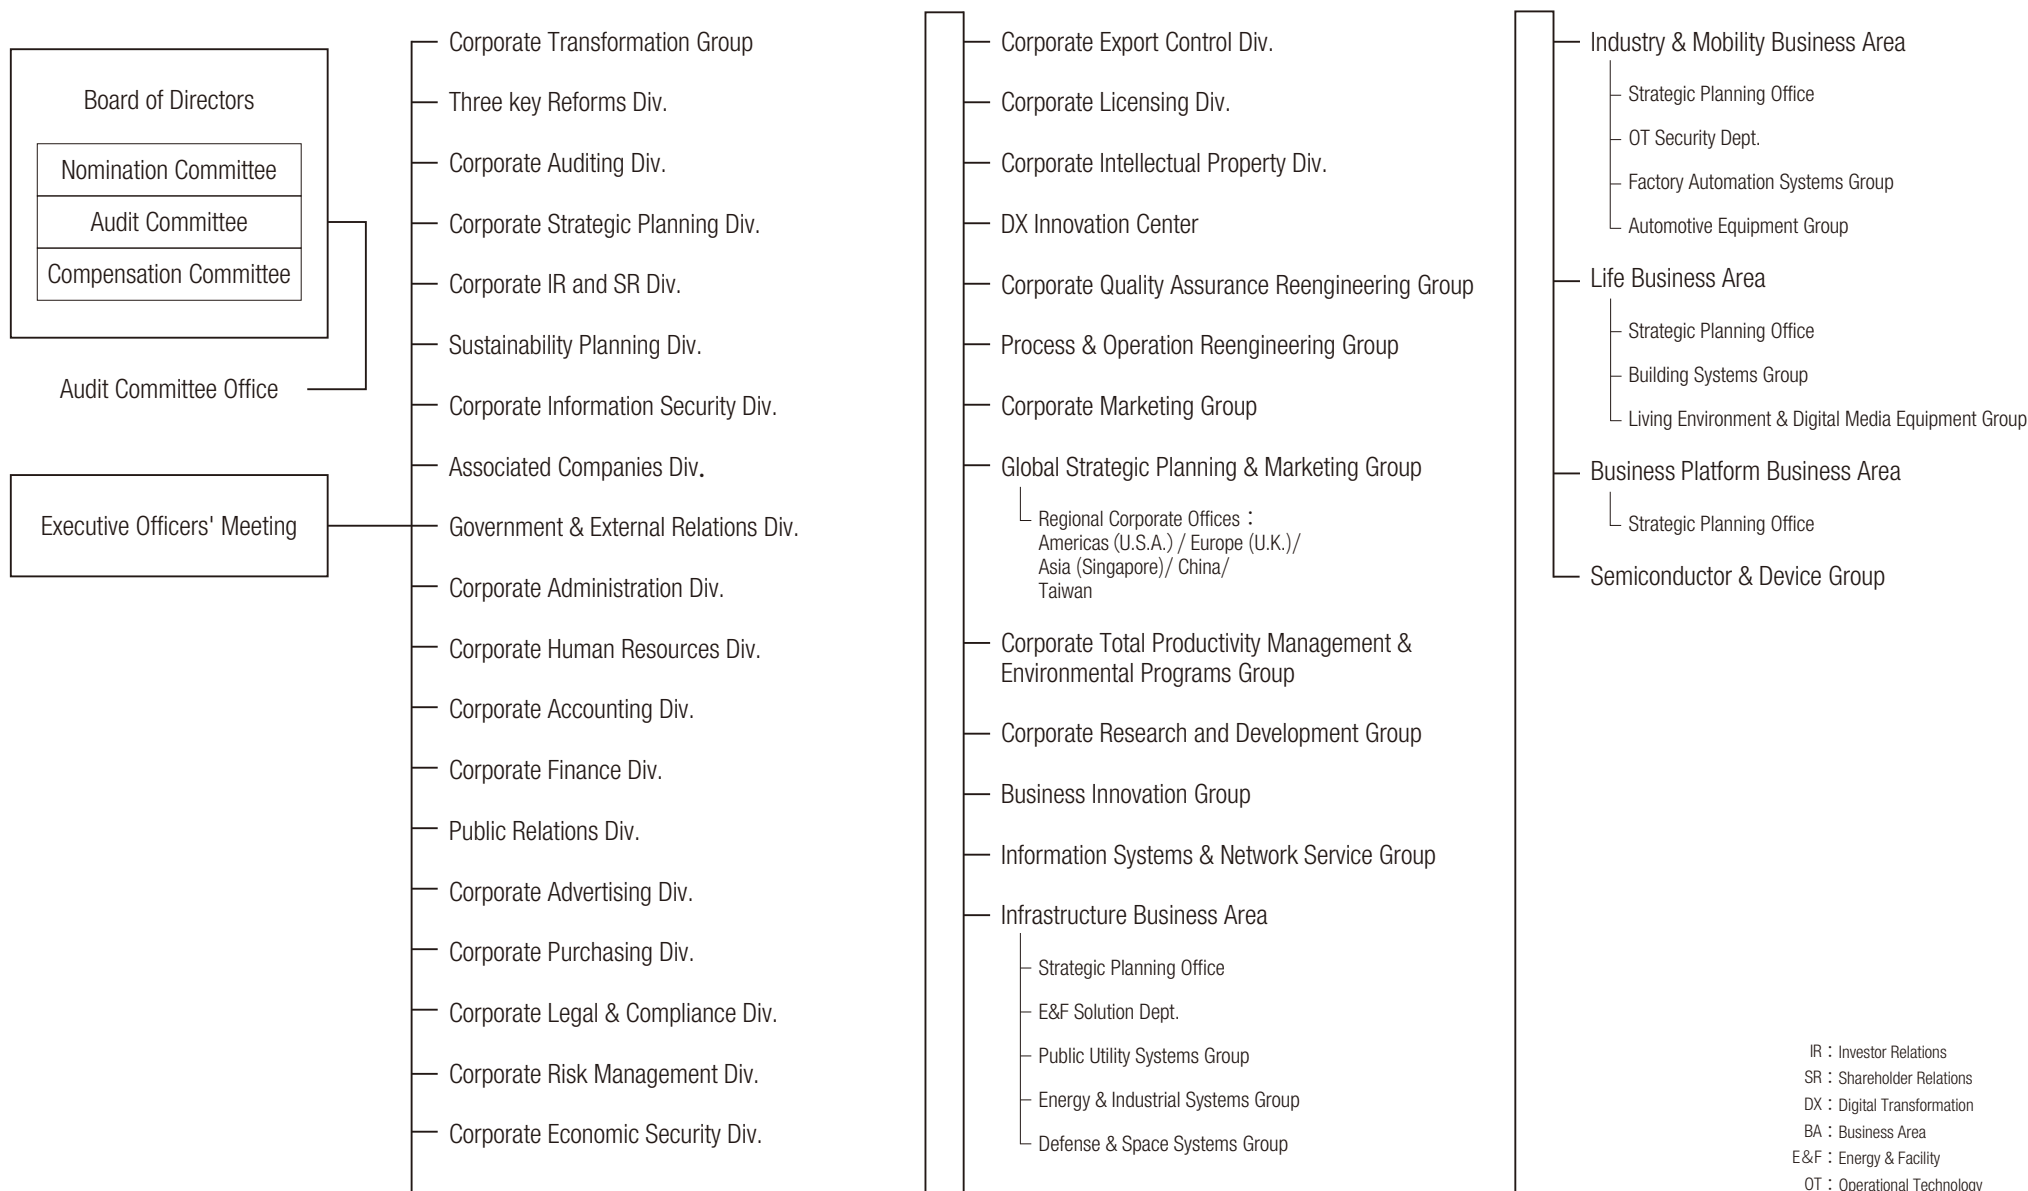 Board of Directors
Nomination Committee
Audit Committee
Compensation Committee
Audit Committee Office
Executive Officers' Meeting
Corporate Transformation Group
Three key Reforms Div.
Corporate Auditing Div.
Corporate Strategic Planning Div.
Corporate IR and SR Div.
Sustainability Planning Div.
Corporate Information Security Div.
Associated Companies Div.
Government & External Relations Div.
Corporate Administration Div.
Corporate Human Resources Div.
Corporate Accounting Div.
Corporate Finance Div.
Public Relations Div.
Corporate Advertising Div.
Corporate Purchasing Div.
Corporate Legal & Compliance Div.
Corporate Risk Management Div.
Corporate Economic Security Div.
Corporate Export Control Div.
Corporate Licensing Div.
Corporate Intellectual Property Div.
DX Innovation Center
Corporate Quality Assurance Reengineering Group
Process & Operation Reengineering Group
Corporate Marketing Group
Global Strategic Planning & Marketing Group
Regional Corporate Offices：
Americas (U.S.A.) / Europe (U.K.)/
Asia (Singapore)/ China/
Taiwan
Corporate Total Productivity Management &
Environmental Programs Group
Corporate Research and Development Group
Business Innovation Group
Information Systems & Network Service Group
Infrastructure Business Area
Strategic Planning Office
E&F Solution Dept.
Public Utility Systems Group
Energy & Industrial Systems Group
Defense & Space Systems Group
Industry & Mobility Business Area
Strategic Planning Office
OT Security Dept.
Factory Automation Systems Group
Automotive Equipment Group
Life Business Area
Strategic Planning Office
Building Systems Group
Living Environment & Digital Media Equipment Group
Business Platform Business Area
Strategic Planning Office
Semiconductor & Device Group
IR：Investor Relations
SR：Shareholder Relations
DX：Digital Transformation
BA：Business Area
E&F：Energy & Facility
OT：Operational Technology